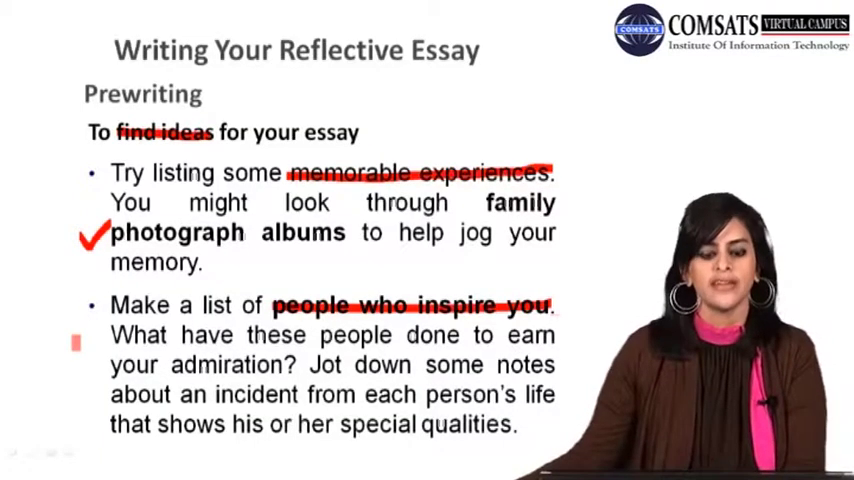 Writing Your Reflective Essay
COMSATS VIRTUAL CAMPUS
COMSATS
Institute Of Information Technology
Prewriting
To find ideas for your essay
• Try listing some memorable experiences.
You might look through family
photograph albums to help jog your
memory.
• Make a list of people who inspire you.
What have these people done to earn
your admiration? Jot down some notes
about an incident from each person's life
that shows his or her special qualities.